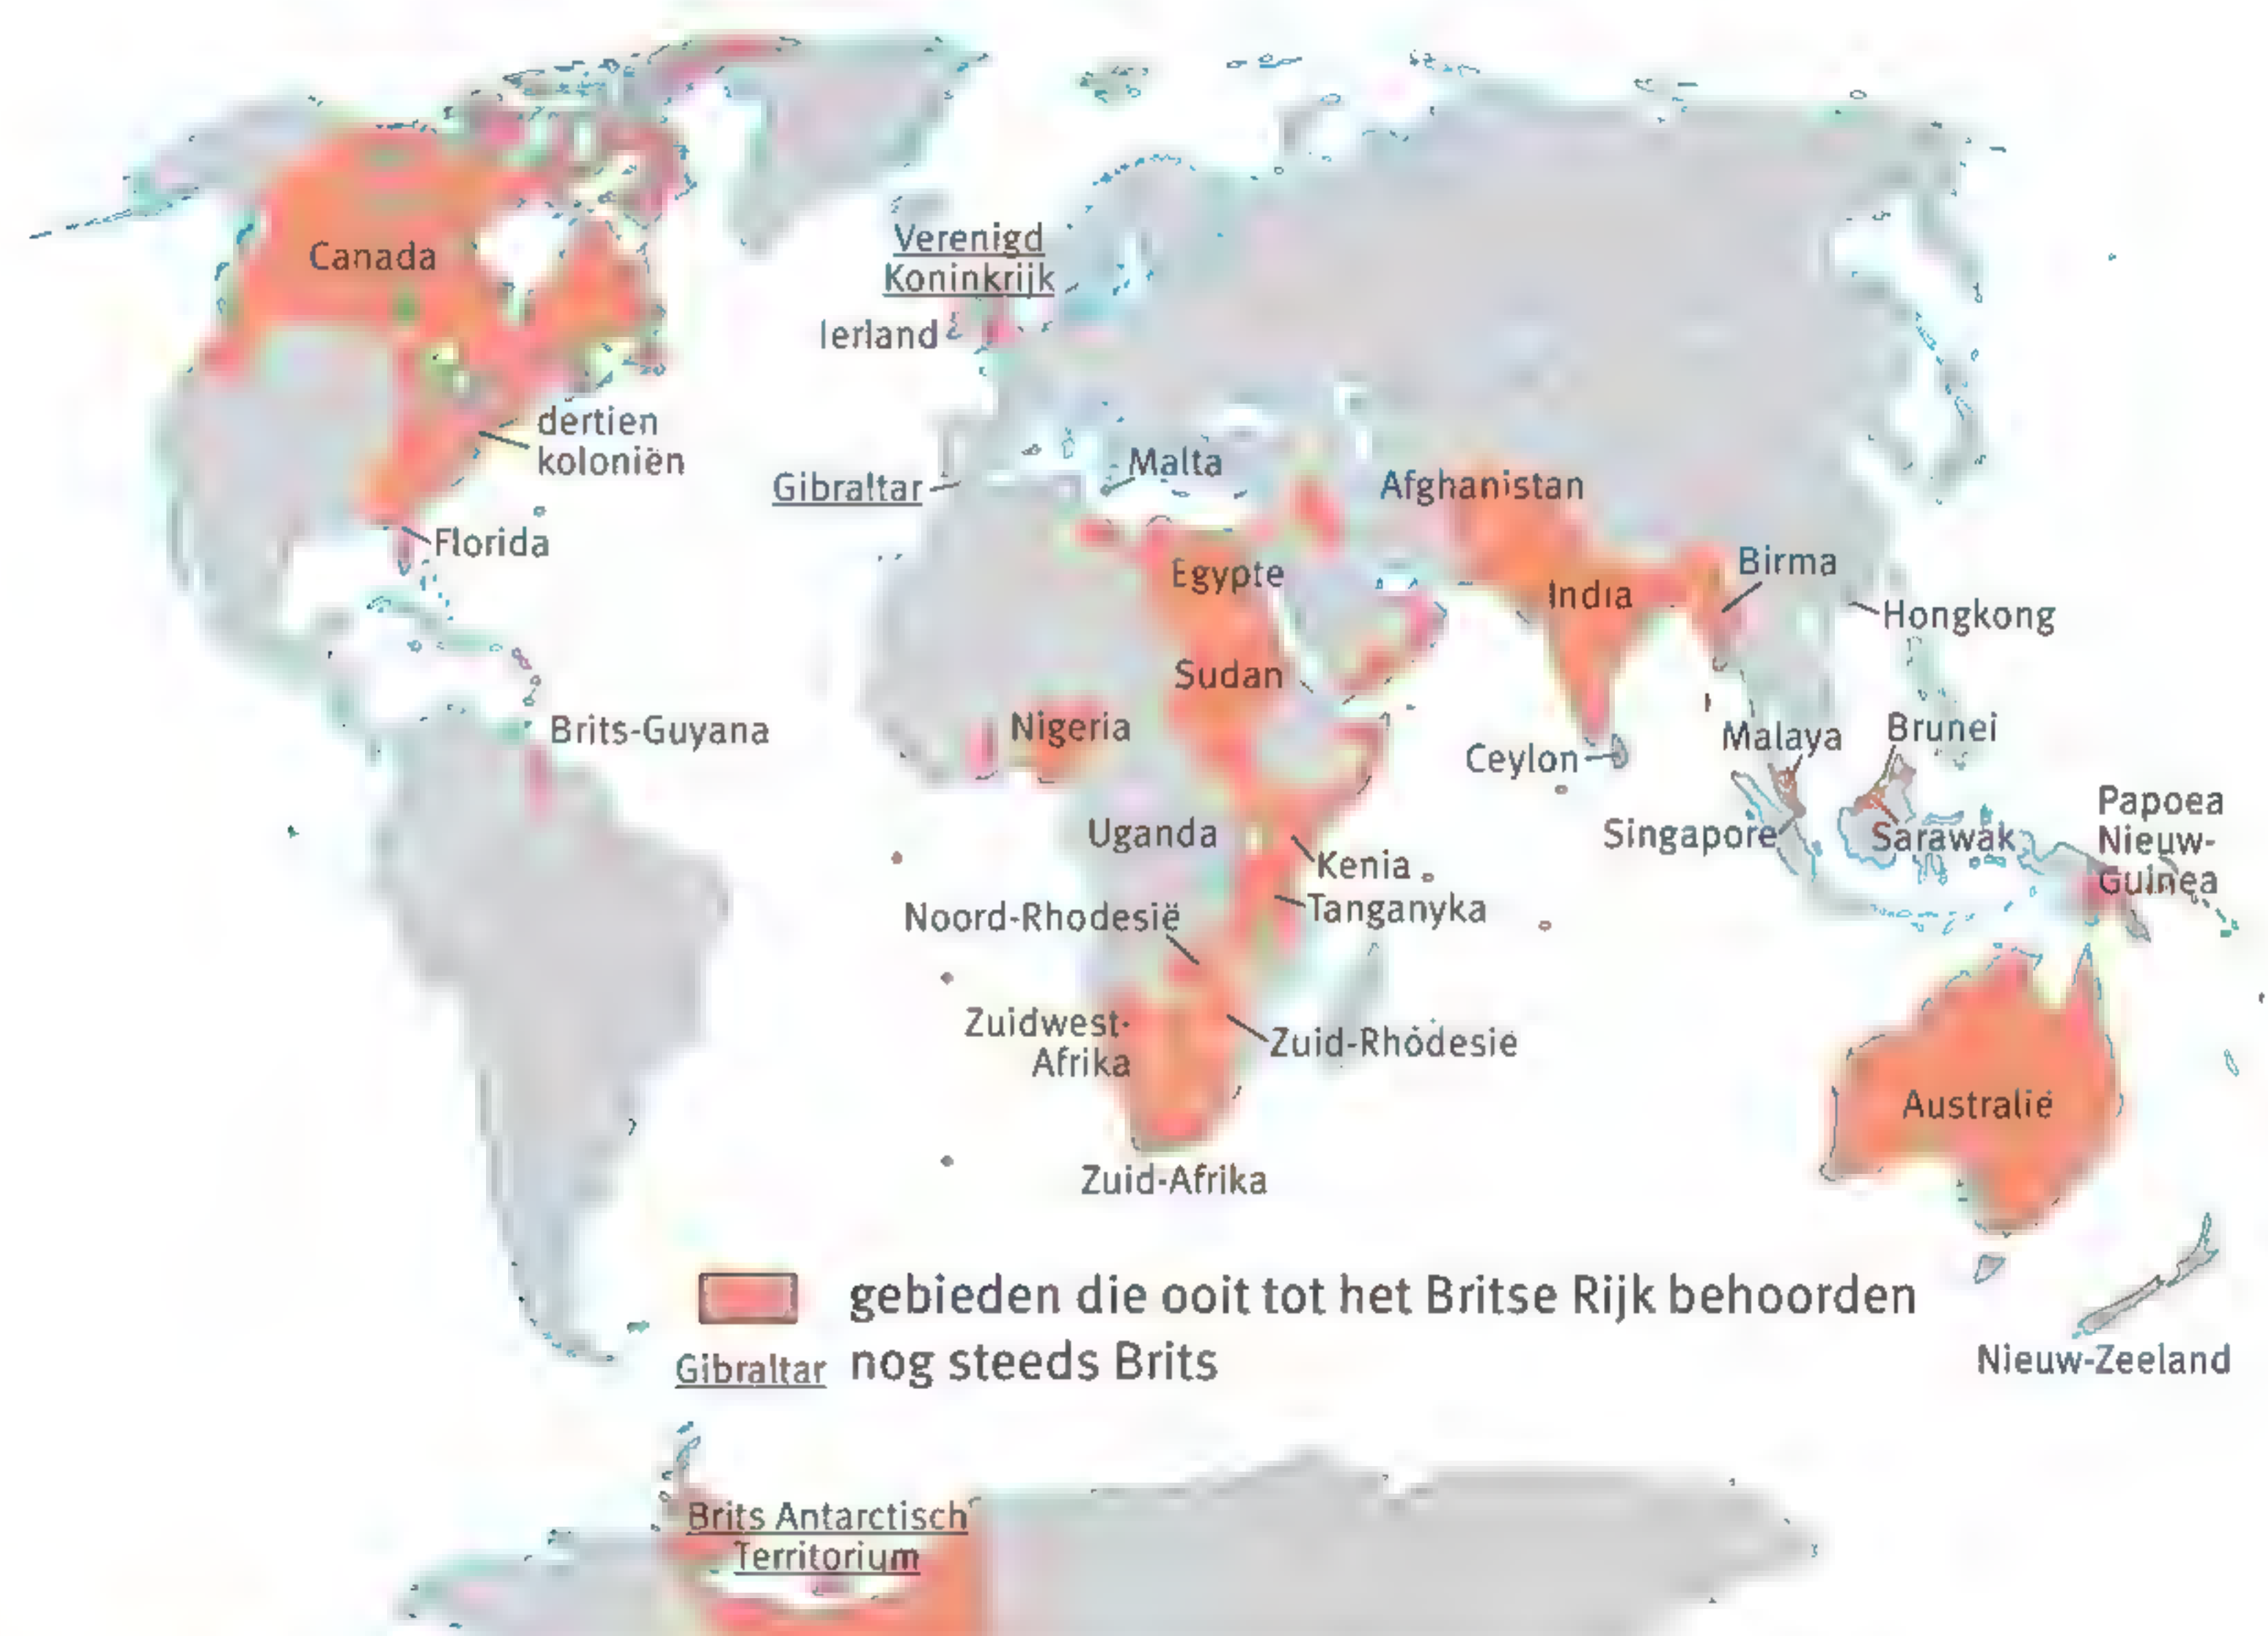 Canada
Verenigd
Koninkrijk
Ierland
dertien
koloniën
Gibraltar
Malta
Afghanistan
Florida
Egypte
India
Birma
Hongkong
Sudan
Brits-Guyana
Nigeria
Ceylon
Malaya
Brunei
Uganda
Singapore
Sarawak
Papoea
Nieuw-
Guinea
Kenia
Tanganyka
Noord-Rhodesië
Zuidwest-
Afrika
Zuid-Rhodesië
Australië
Zuid-Afrika
gebieden die ooit tot het Britse Rijk behoorden
Gibraltar nog steeds Brits
Nieuw-Zeeland
Brits Antarctisch
Territorium